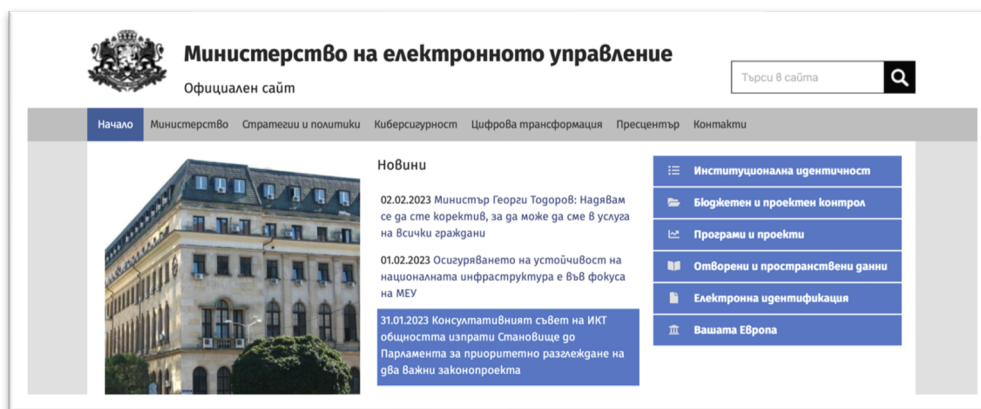 Министерство на електронното управление
Официален сайт
Търси в сайта
Начало Министерство Стратегии и политики Киберсигурност Цифрова трансформация Пресцентър Контакти
Новини
02.02.2023 Министър Георги Тодоров: Надявам
се да сте коректив, за да може да сме в услуга
на всички граждани
01.02.2023 Осигуряването на устойчивост на
националната инфраструктура е във фокуса
на МЕУ
31.01.2023 Консултативният съвет на ИКТ
общността изпрати Становище до
Парламента за приоритетно разглеждане на
два важни законопроекта
Институционална идентичност
Бюджетен и проектен контрол
Програми и проекти
Отворени и пространствени данни
Електронна идентификация
Вашата Европа